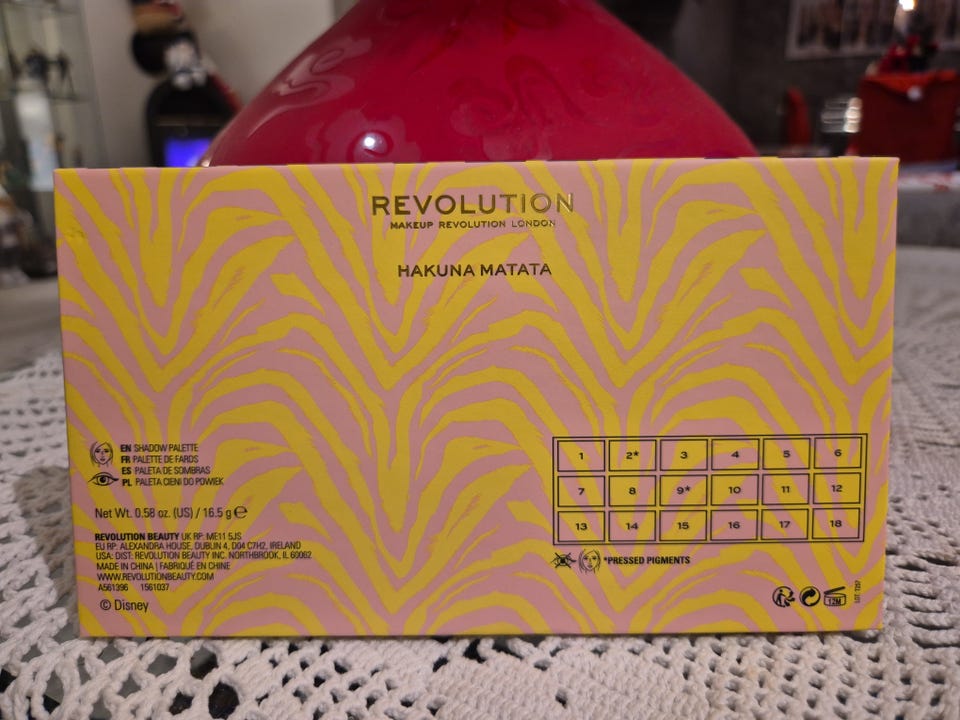 REVOLUTION
MAKEUP REVOLUTION LONDON
HAKUNA MATATA
EN SHADOW PALETTE
FR PALETTE DE FARDS
ES PALETA DE SOMBRAS
PL PALETA CIENI DO POWIEK
Net Wt. 0.58 oz. (US) / 16.5 g ℮
REVOLUTION BEAUTY UK RP: ME11 5JS
EU RP: ALEXANDRA HOUSE, DUBLIN 4, D04 C7H2, IRELAND
USA: DIST: REVOLUTION BEAUTY INC. NORTHBROOK, IL 60062
MADE IN CHINA | FABRIQUÉ EN CHINE
WWW.REVOLUTIONBEAUTY.COM
A561396 1561037
© Disney
1 2* 3 4 5 6
7 8 9* 10 11 12
13 14 15 16 17 18
*PRESSED PIGMENTS
12M
LOT: T257